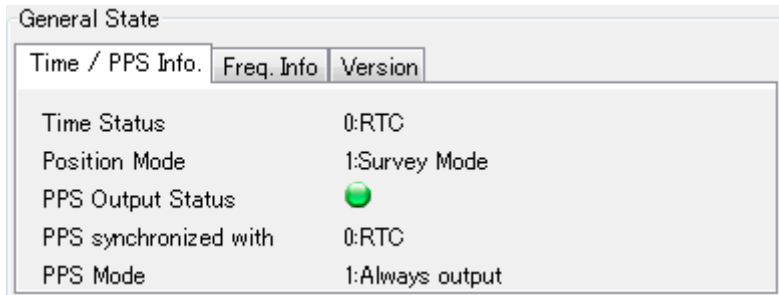 General State
Time / PPS Info. Freq. Info Version
Time Status 0:RTC
Position Mode 1:Survey Mode
PPS Output Status
PPS synchronized with 0:RTC
PPS Mode 1:Always output